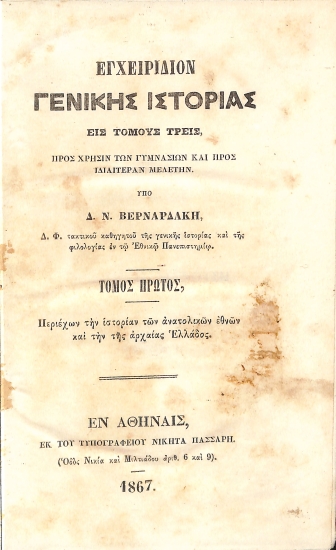 ΕΓΧΕΙΡΙΔΙΟΝ
ΓΕΝΙΚΗΣ ΙΣΤΟΡΙΑΣ
ΕΙΣ ΤΟΜΟΥΣ ΤΡΕΙΣ,
ΠΡΟΣ ΧΡΗΣΙΝ ΤΩΝ ΓΥΜΝΑΣΙΩΝ ΚΑΙ ΠΡΟΣ
ΙΔΙΑΙΤΕΡΑΝ ΜΕΛΕΤΗΝ.
ΥΠΟ
Δ. Ν. ΒΕΡΝΑΡΔΑΚΗ,
Δ. Φ. τακτικοῦ καθηγητοῦ τῆς γενικῆς ἱστορίας καὶ τῆς
φιλολογίας ἐν τῷ Ἐθνικῷ Πανεπιστημίῳ.
ΤΟΜΟΣ ΠΡΩΤΟΣ,
Περιέχων τὴν ἱστορίαν τῶν ἀνατολικῶν ἐθνῶν
καὶ τὴν τῆς ἀρχαίας Ἑλλάδος.
ΕΝ ΑΘΗΝΑΙΣ,
ΕΚ ΤΟΥ ΤΥΠΟΓΡΑΦΕΙΟΥ ΝΙΚΗΤΑ ΠΑΣΣΑΡΗ.
(Ὁδὸς Νικία καὶ Μιλτιάδου ἀριθ. 6 καὶ 9).
1867.